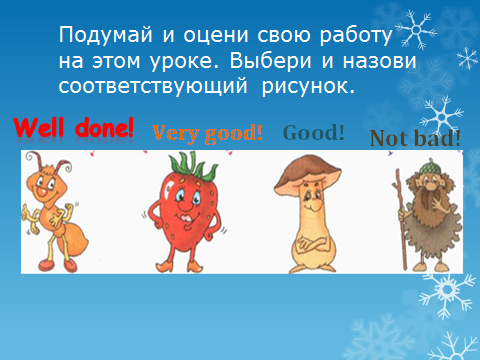 Подумай и оцени свою работу
на этом уроке. Выбери и назови
соответствующий рисунок.
Well done! Very good! Good! Not bad!